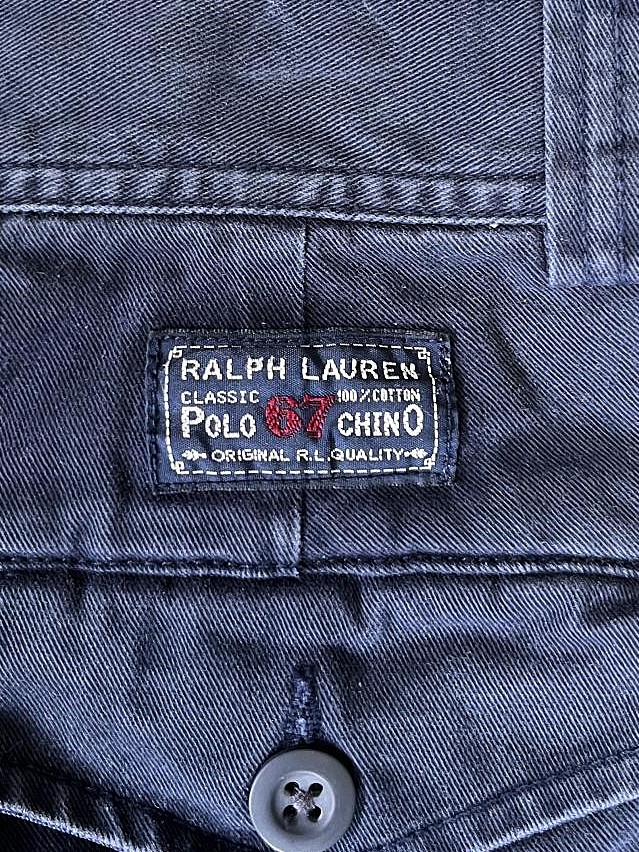 RALPH LAUREN
CLASSIC 67 100% COTTON
POLO CHINO
ORIGINAL R.L. QUALITY